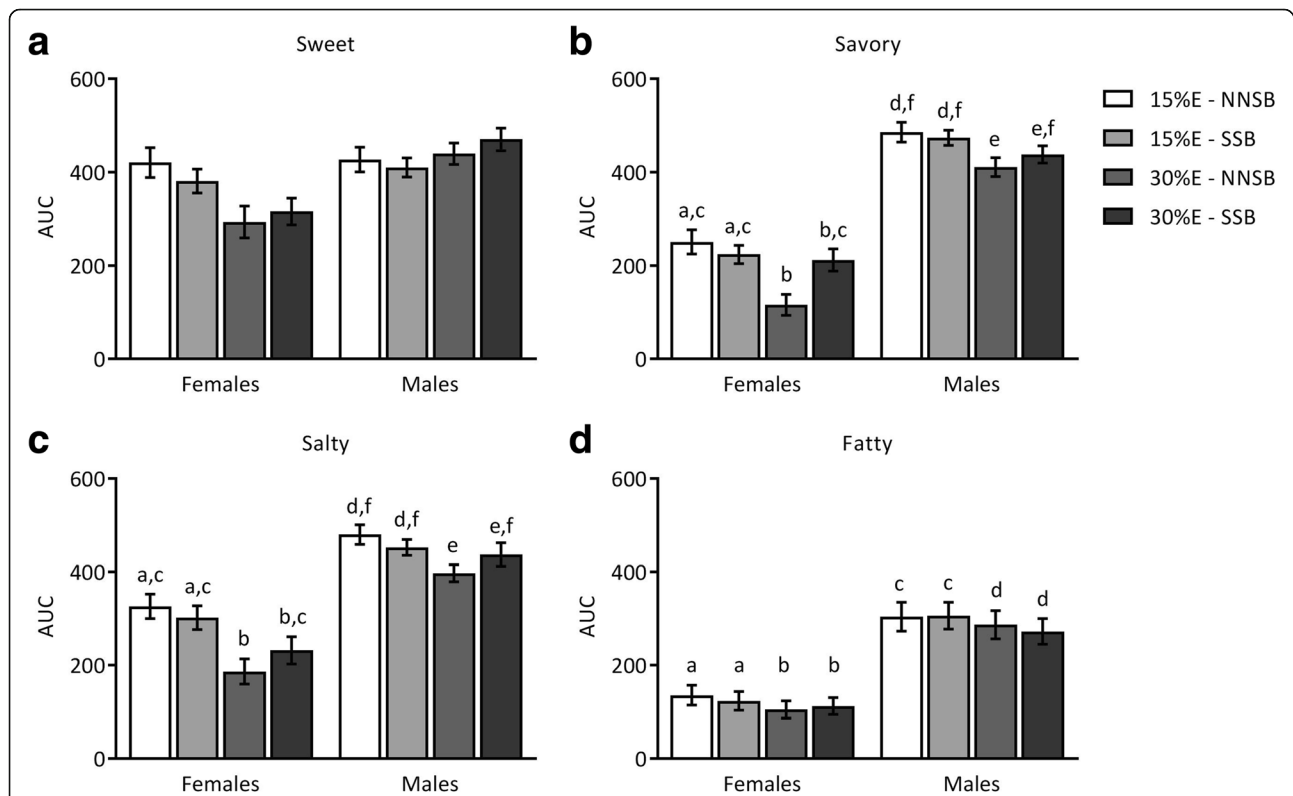 a
Sweet
600
400
200
0
AUC
Females
Males
b
Savory
600
400
200
0
AUC
a,c
a,c
b
b,c
d,f
d,f
e
e,f
Females
Males
15%E - NNSB
15%E - SSB
30%E - NNSB
30%E - SSB
c
Salty
600
400
200
0
AUC
a,c
a,c
b
b,c
d,f
d,f
e
e,f
Females
Males
d
Fatty
600
400
200
0
AUC
a
a
b
b
c
c
d
d
Females
Males